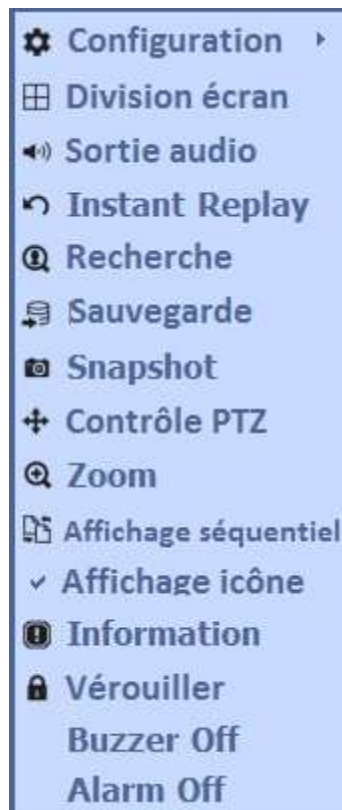 Configuration
Division écran
Sortie audio
Instant Replay
Recherche
Sauvegarde
Snapshot
Contrôle PTZ
Zoom
Affichage séquentiel
Affichage icône
Information
Vérouiller
Buzzer Off
Alarm Off